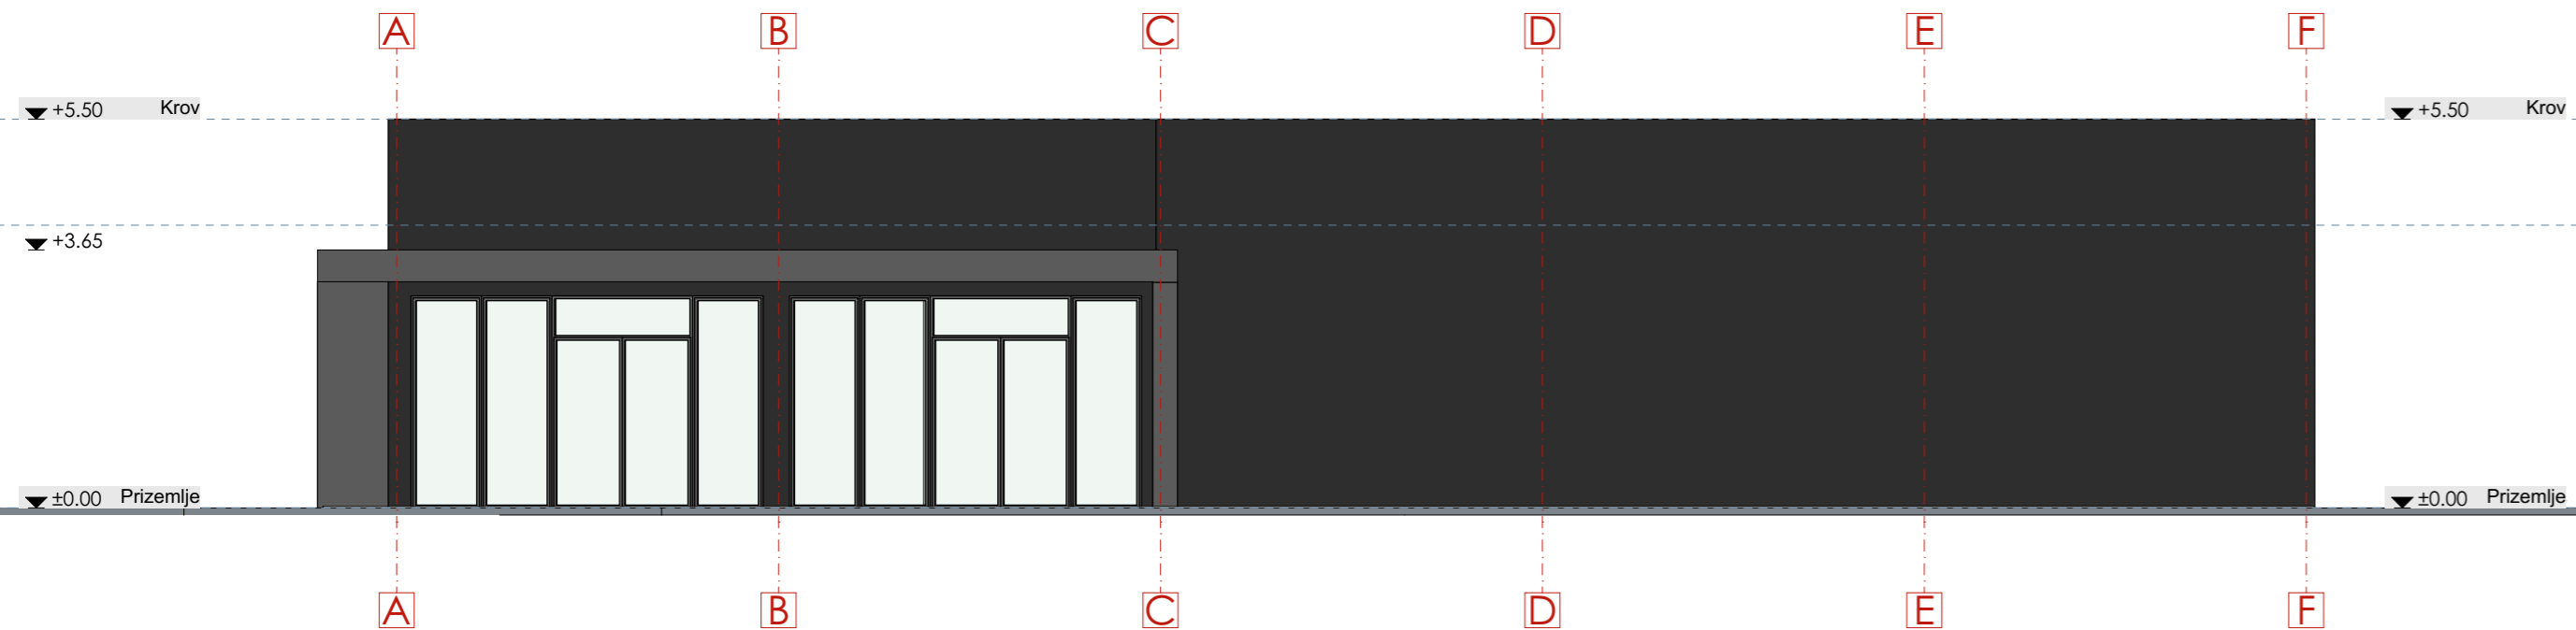 A B C D E F
+5.50 Krov +5.50 Krov
+3.65
±0.00 Prizemlje ±0.00 Prizemlje
A B C D E F